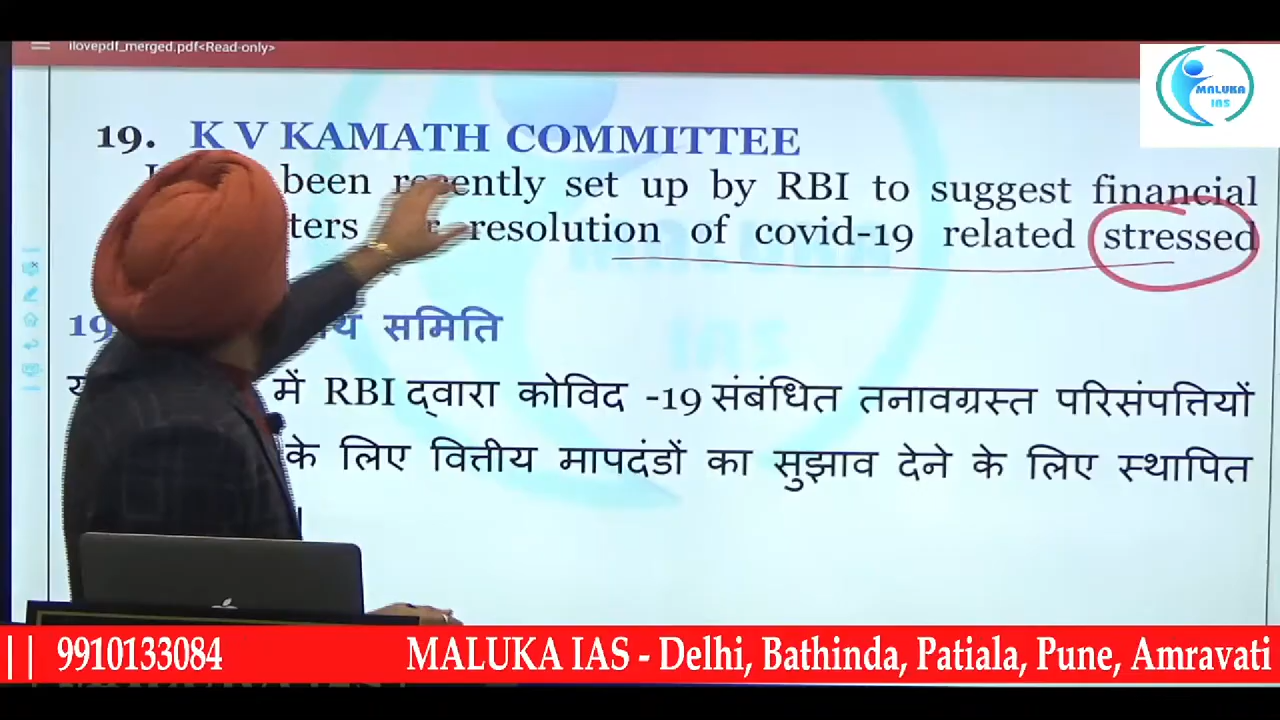 ilovepdf_merged.pdf<Read-only>
MALUKA
IAS
19. K V KAMATH COMMITTEE
been recently set up by RBI to suggest financial
ters resolution of covid-19 related stressed
19 समिति
में RBI द्वारा कोविद -19 संबंधित तनावग्रस्त परिसंपत्तियों
के लिए वित्तीय मापदंडों का सुझाव देने के लिए स्थापित
|
MALUKA
IAS
|| 9910133084 MALUKA IAS - Delhi, Bathinda, Patiala, Pune, Amravati